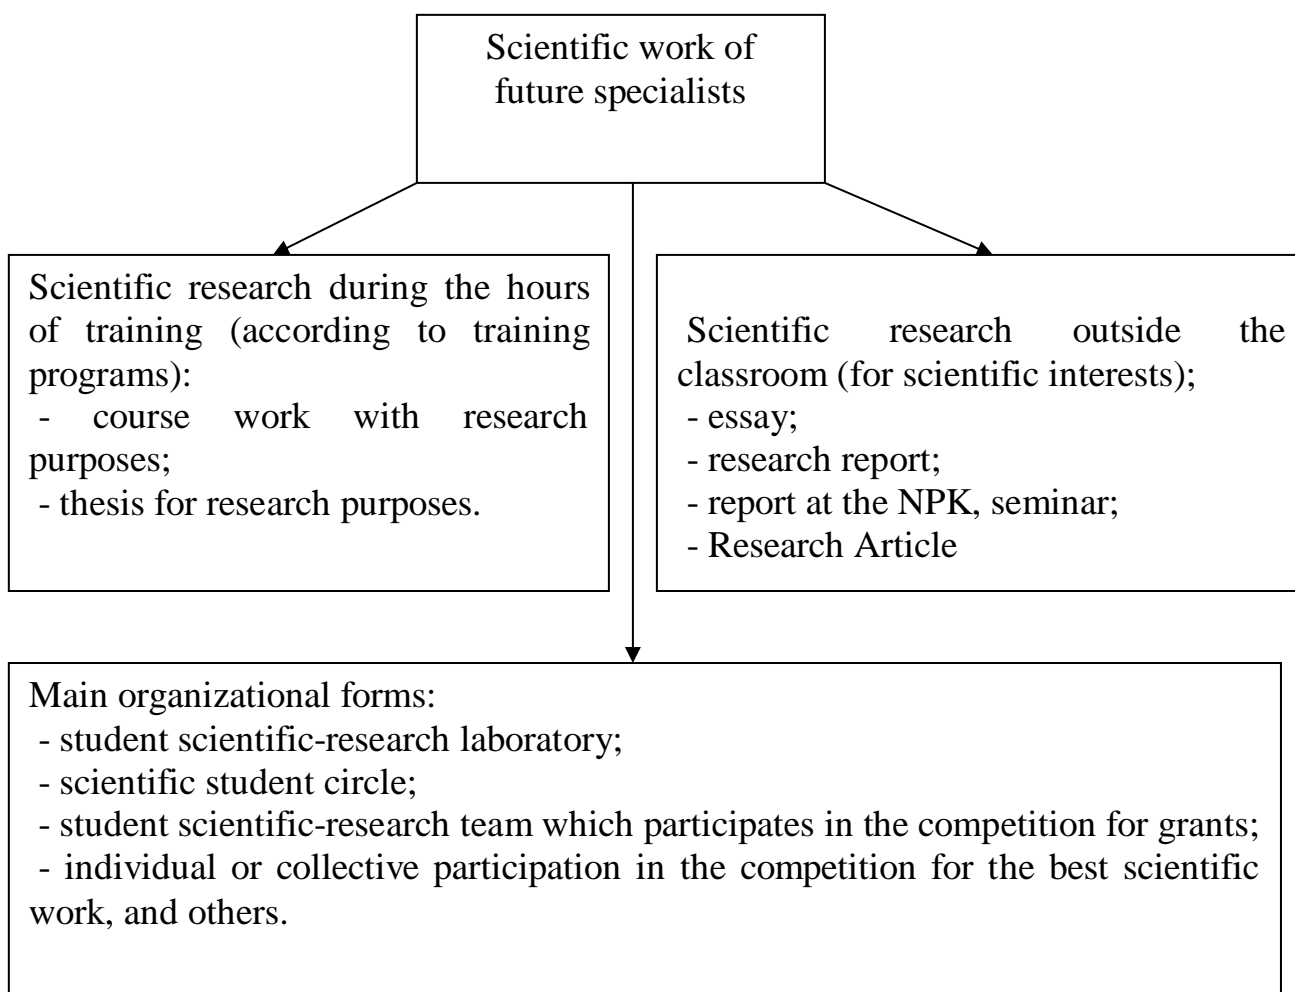 Scientific work of
future specialists
Scientific research during the hours
of training (according to training
programs):
- course work with research
purposes;
- thesis for research purposes.
Scientific research outside the
classroom (for scientific interests);
- essay;
- research report;
- report at the NPK, seminar;
- Research Article
Main organizational forms:
- student scientific-research laboratory;
- scientific student circle;
- student scientific-research team which participates in the competition for grants;
- individual or collective participation in the competition for the best scientific
work, and others.